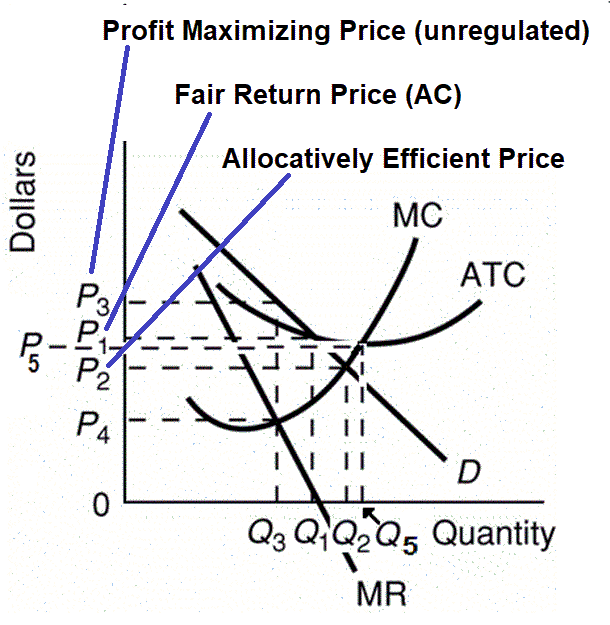 Profit Maximizing Price (unregulated)
Fair Return Price (AC)
Allocatively Efficient Price
Dollars
MC
ATC
P3
P1
P5
P2
P4
0
D
Q3 Q1 Q2 Q5 Quantity
MR